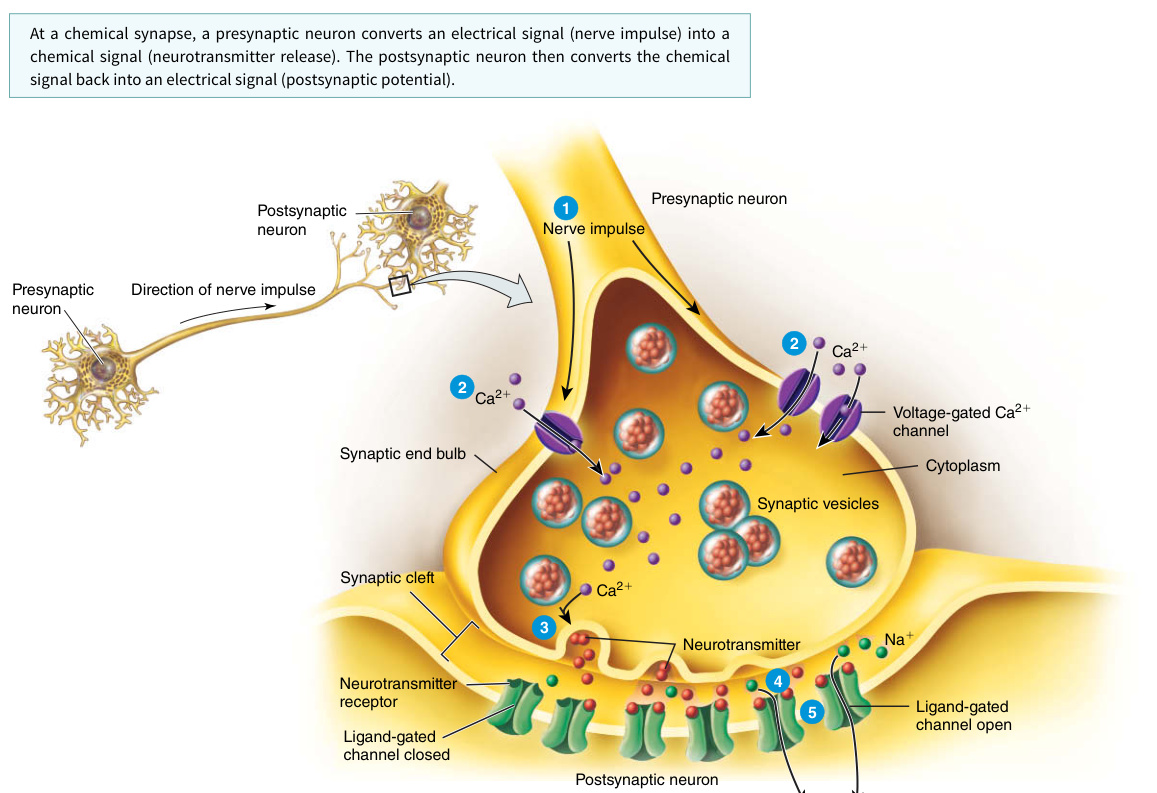 At a chemical synapse, a presynaptic neuron converts an electrical signal (nerve impulse) into a
chemical signal (neurotransmitter release). The postsynaptic neuron then converts the chemical
signal back into an electrical signal (postsynaptic potential).
Postsynaptic
neuron
Presynaptic
neuron
Direction of nerve impulse
1
Nerve impulse
Presynaptic neuron
2
Ca2+
2
Ca2+
Voltage-gated Ca2+
channel
Synaptic end bulb
Cytoplasm
Synaptic vesicles
Synaptic cleft
Ca2+
3
Neurotransmitter
Na+
Neurotransmitter
receptor
4
5
Ligand-gated
channel open
Ligand-gated
channel closed
Postsynaptic neuron